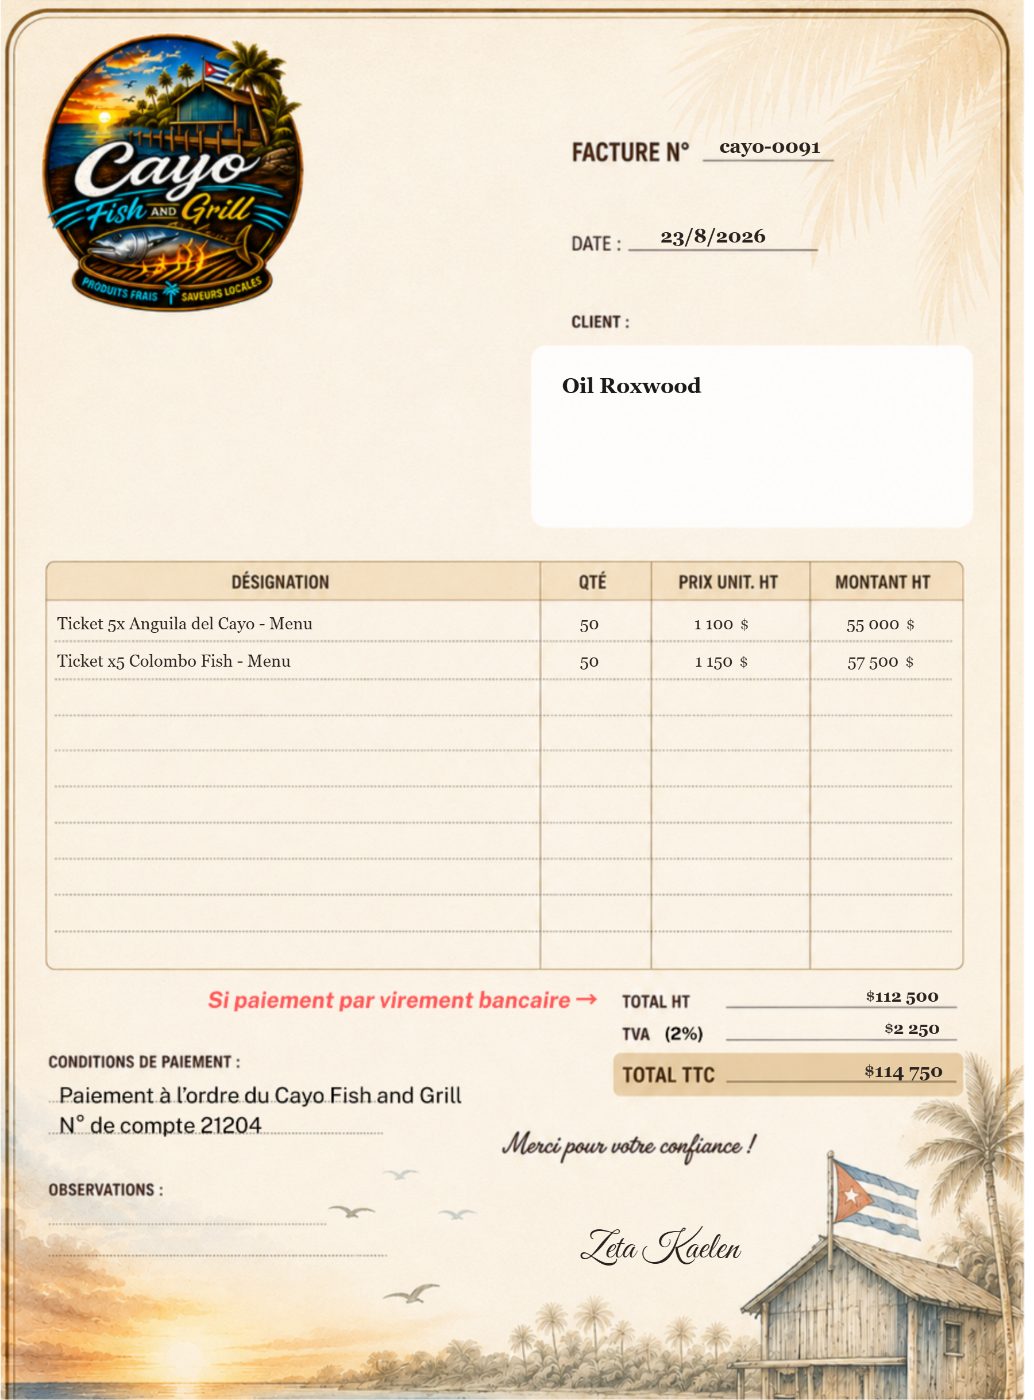 Cayo
Fish AND Grill
PRODUITS FRAIS SAVEURS LOCALES
FACTURE N° cayo-0091
DATE : 23/8/2026
CLIENT :
Oil Roxwood
DÉSIGNATION QTÉ PRIX UNIT. HT MONTANT HT
Ticket 5x Anguila del Cayo - Menu 50 1 100 $ 55 000 $
Ticket x5 Colombo Fish - Menu 50 1 150 $ 57 500 $
Si paiement par virement bancaire → TOTAL HT $112 500
TVA (2%) $2 250
TOTAL TTC $114 750
CONDITIONS DE PAIEMENT :
Paiement à l'ordre du Cayo Fish and Grill
N° de compte 21204
Merci pour votre confiance !
OBSERVATIONS :
Zeta Kaelen